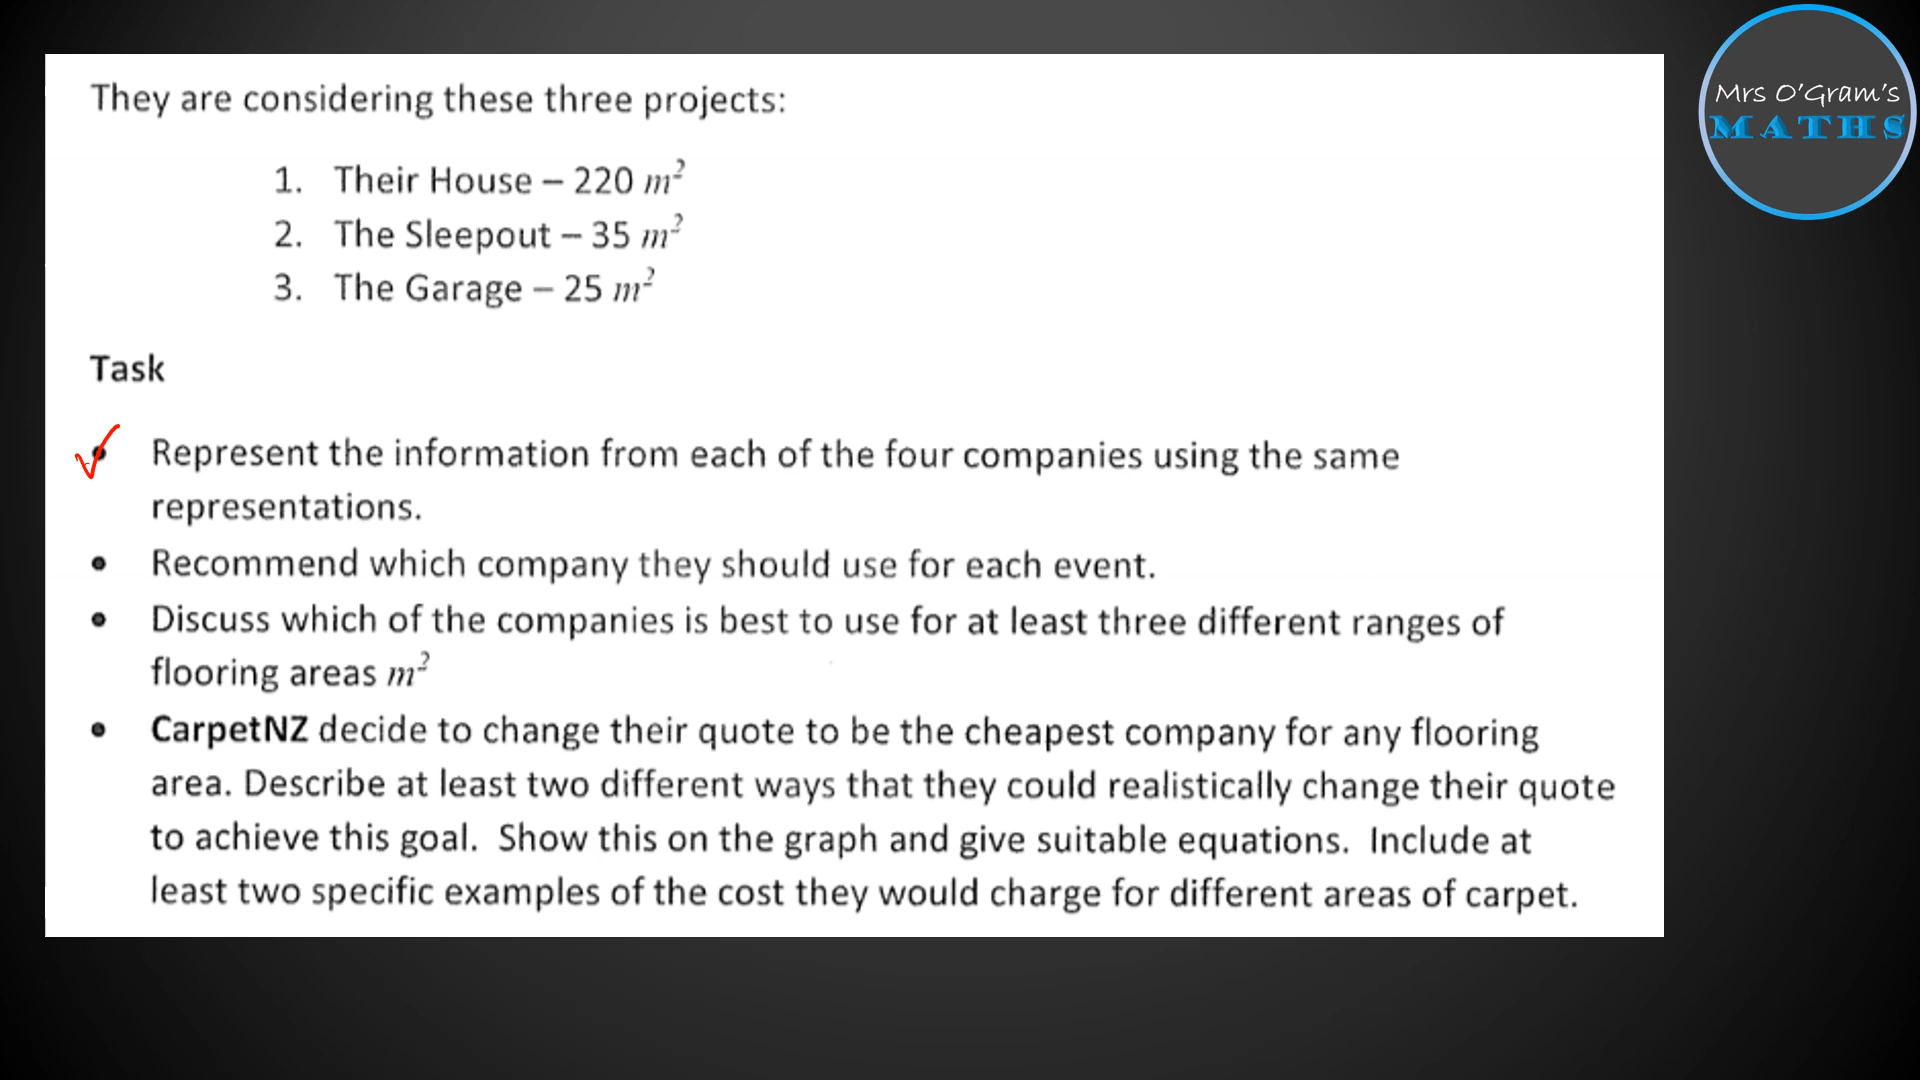 Mrs O'Gram's
MATHS
They are considering these three projects:
1. Their House – 220 m²
2. The Sleepout – 35 m²
3. The Garage – 25 m²
Task
• Represent the information from each of the four companies using the same
representations.
• Recommend which company they should use for each event.
• Discuss which of the companies is best to use for at least three different ranges of
flooring areas m²
• CarpetNZ decide to change their quote to be the cheapest company for any flooring
area. Describe at least two different ways that they could realistically change their quote
to achieve this goal. Show this on the graph and give suitable equations. Include at
least two specific examples of the cost they would charge for different areas of carpet.